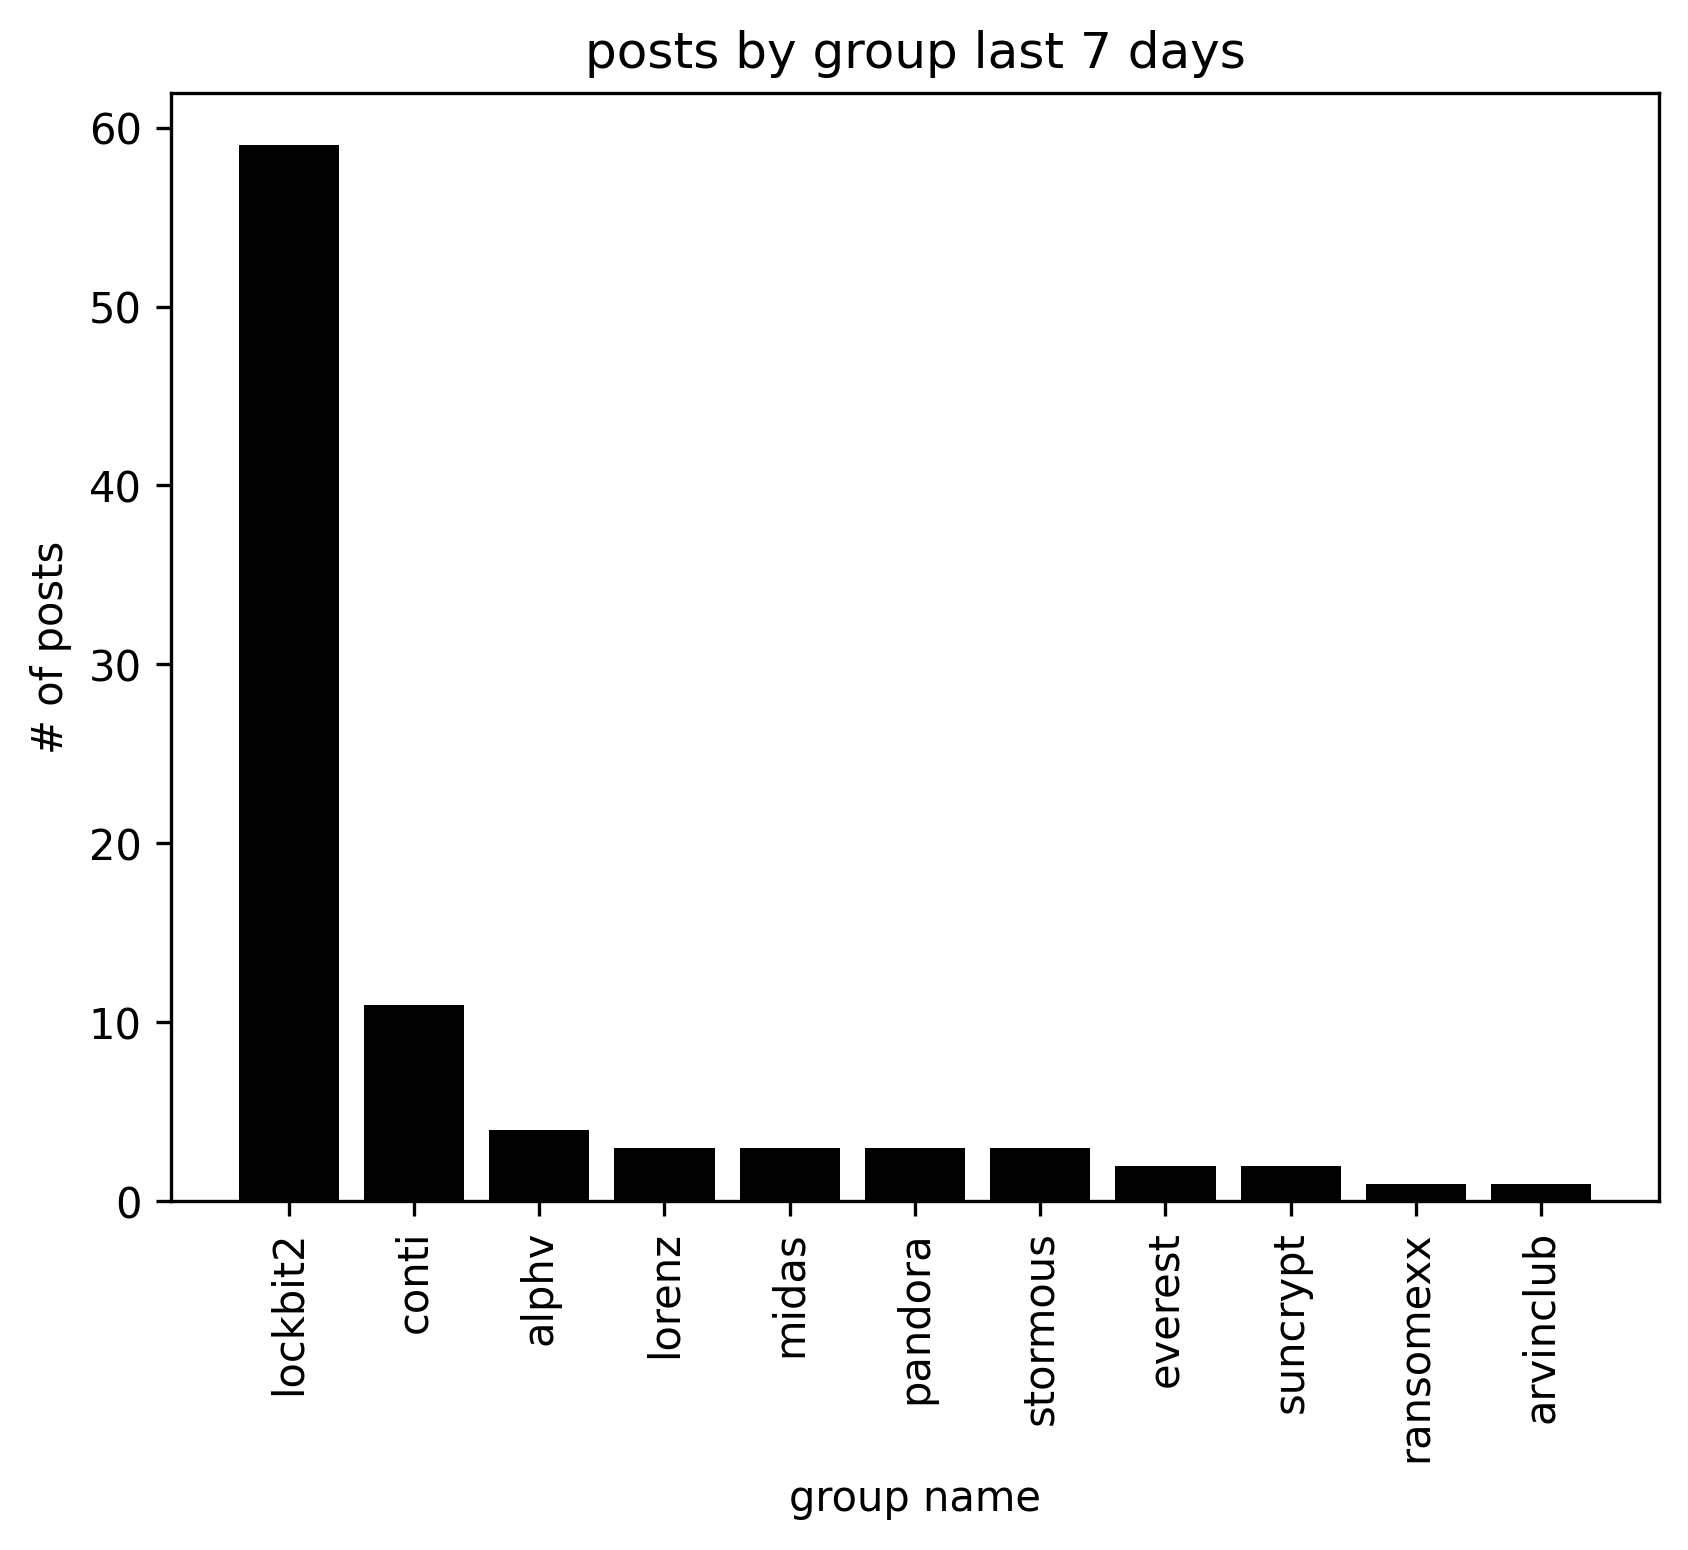 posts by group last 7 days
60
50
40
30
20
10
0
# of posts
lockbit2
conti
alphv
lorenz
midas
pandora
stormous
everest
suncrypt
ransomexx
arvinclub
group name